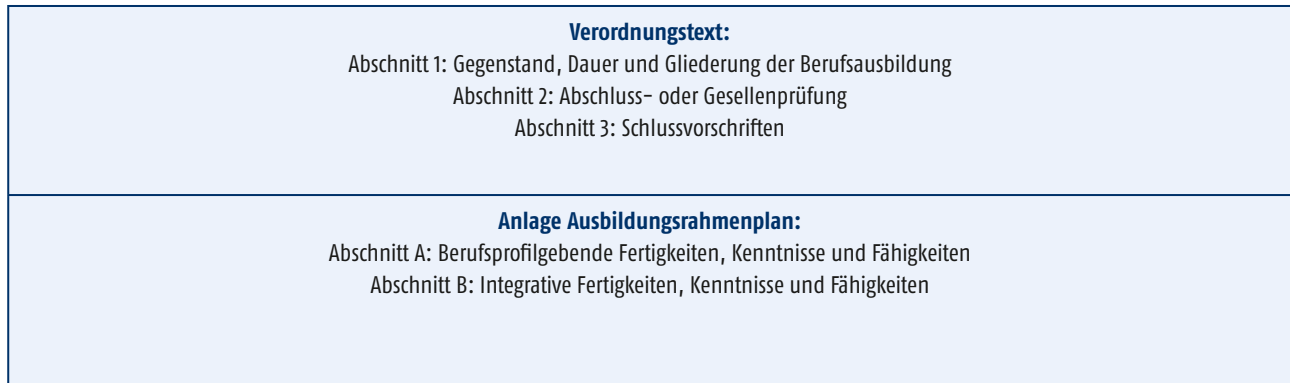 Verordnungstext:
Abschnitt 1: Gegenstand, Dauer und Gliederung der Berufsausbildung
Abschnitt 2: Abschluss- oder Gesellenprüfung
Abschnitt 3: Schlussvorschriften
Anlage Ausbildungsrahmenplan:
Abschnitt A: Berufsprofilgebende Fertigkeiten, Kenntnisse und Fähigkeiten
Abschnitt B: Integrative Fertigkeiten, Kenntnisse und Fähigkeiten